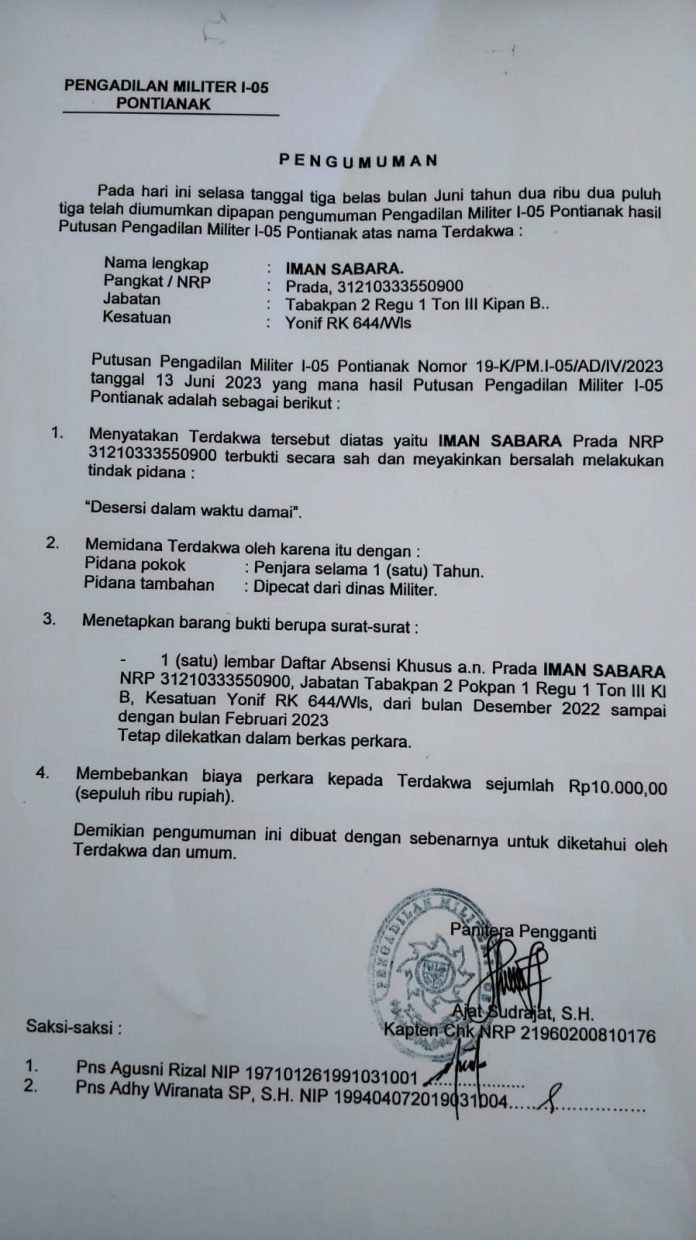 PENGADILAN MILITER I-05
PONTIANAK
PENGUMUMAN
Pada hari ini selasa tanggal tiga belas bulan Juni tahun dua ribu dua puluh
tiga telah diumumkan dipapan pengumuman Pengadilan Militer I-05 Pontianak hasil
Putusan Pengadilan Militer I-05 Pontianak atas nama Terdakwa :
Nama lengkap : IMAN SABARA.
Pangkat / NRP : Prada, 31210333550900
Jabatan : Tabakpan 2 Regu 1 Ton III Kipan B..
Kesatuan : Yonif RK 644/Wls
Putusan Pengadilan Militer I-05 Pontianak Nomor 19-K/PM.I-05/AD/IV/2023
tanggal 13 Juni 2023 yang mana hasil Putusan Pengadilan Militer I-05
Pontianak adalah sebagai berikut :
1. Menyatakan Terdakwa tersebut diatas yaitu IMAN SABARA Prada NRP
31210333550900 terbukti secara sah dan meyakinkan bersalah melakukan
tindak pidana :
“Desersi dalam waktu damai”.
2. Memidana Terdakwa oleh karena itu dengan :
Pidana pokok : Penjara selama 1 (satu) Tahun.
Pidana tambahan : Dipecat dari dinas Militer.
3. Menetapkan barang bukti berupa surat-surat :
- 1 (satu) lembar Daftar Absensi Khusus a.n. Prada IMAN SABARA
NRP 31210333550900, Jabatan Tabakpan 2 Pokpan 1 Regu 1 Ton III KI
B, Kesatuan Yonif RK 644/Wls, dari bulan Desember 2022 sampai
dengan bulan Februari 2023
Tetap dilekatkan dalam berkas perkara.
4. Membebankan biaya perkara kepada Terdakwa sejumlah Rp10.000,00
(sepuluh ribu rupiah).
Demikian pengumuman ini dibuat dengan sebenarnya untuk diketahui oleh
Terdakwa dan umum.
PENGADILAN MILITER
Panitera Pengganti
Ajat Sudrajat, S.H.
Kapten Chk NRP 21960200810176
Saksi-saksi :
1. Pns Agusni Rizal NIP 197101261991031001 ....................
2. Pns Adhy Wiranata SP, S.H. NIP 199404072019031004..........................